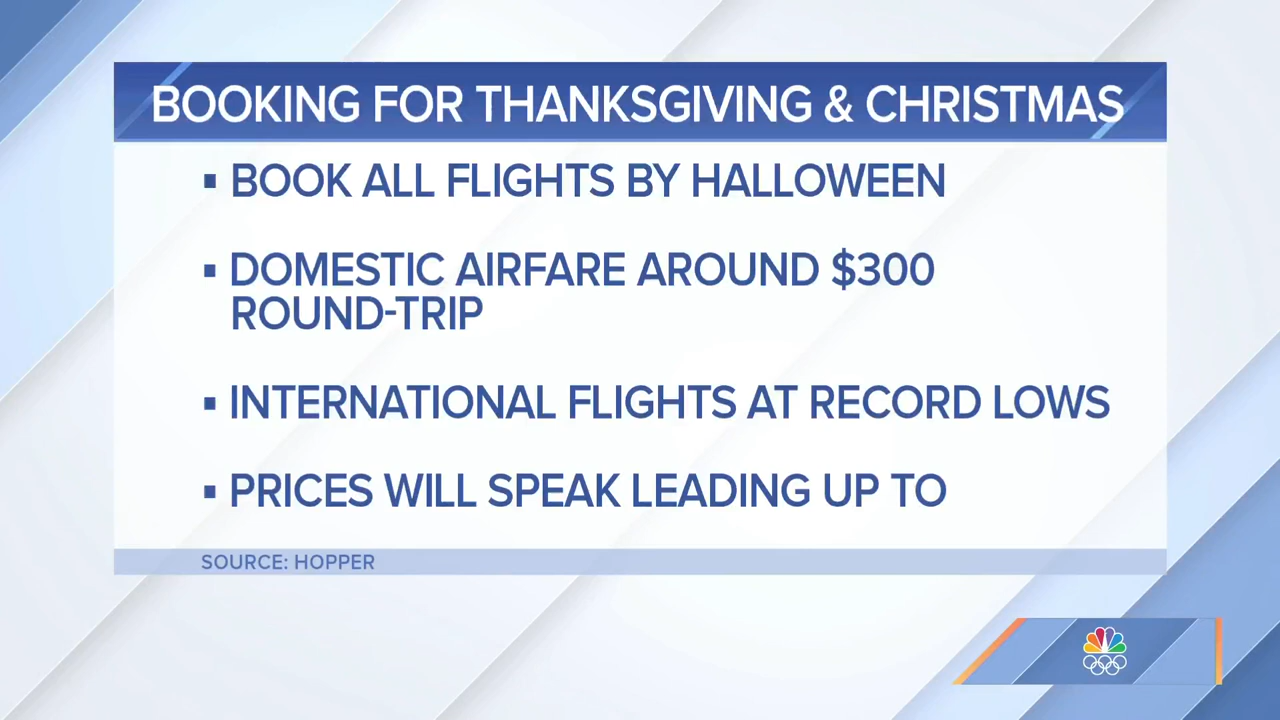 BOOKING FOR THANKSGIVING & CHRISTMAS
▪ BOOK ALL FLIGHTS BY HALLOWEEN
▪ DOMESTIC AIRFARE AROUND $300
ROUND-TRIP
▪ INTERNATIONAL FLIGHTS AT RECORD LOWS
▪ PRICES WILL SPEAK LEADING UP TO
SOURCE: HOPPER